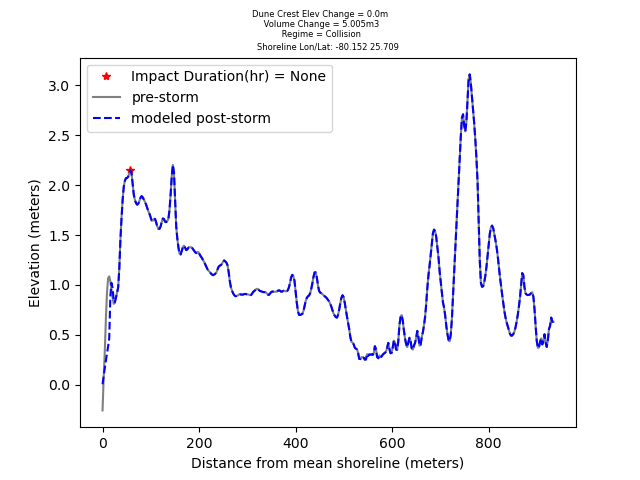 Dune Crest Elev Change = 0.0m
Volume Change = 5.005m3
Regime = Collision
Shoreline Lon/Lat: -80.152 25.709
Impact Duration(hr) = None
pre-storm
modeled post-storm
3.0
2.5
2.0
1.5
1.0
0.5
0.0
Elevation (meters)
0 200 400 600 800
Distance from mean shoreline (meters)